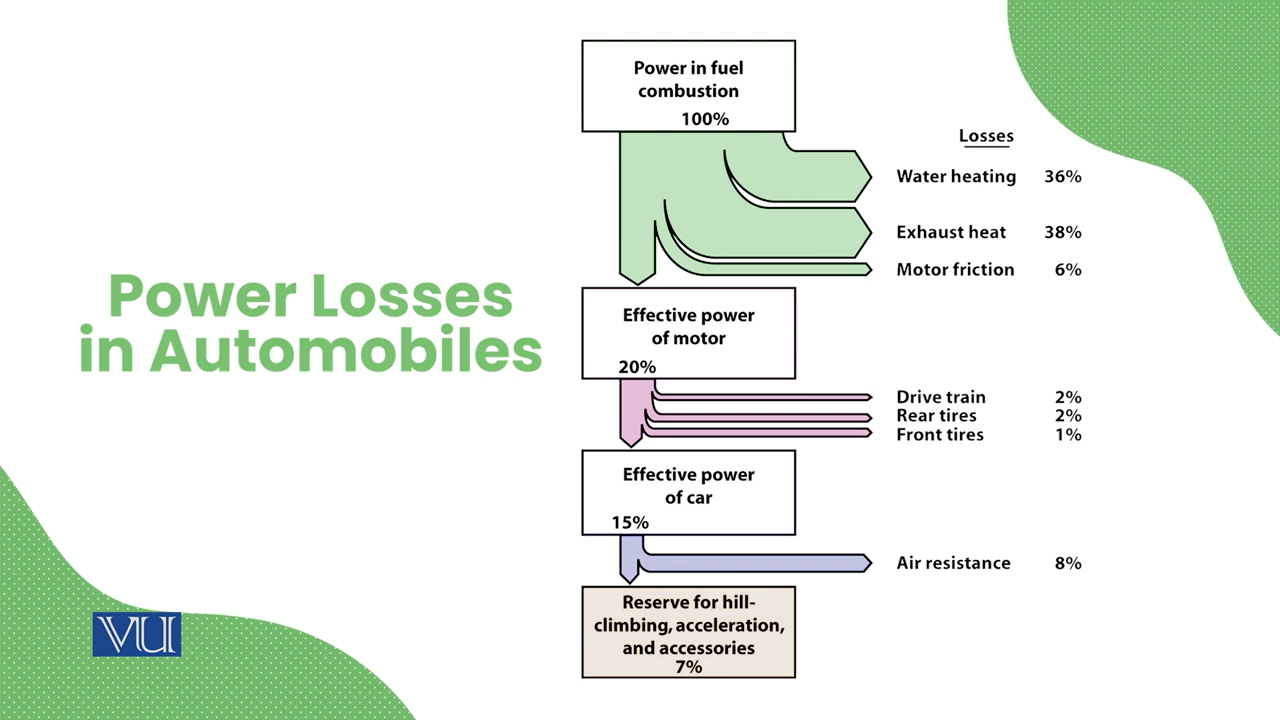 Power Losses
in Automobiles
Power in fuel
combustion
100%
Losses
Water heating 36%
Exhaust heat 38%
Motor friction 6%
Effective power
of motor
20%
Drive train 2%
Rear tires 2%
Front tires 1%
Effective power
of car
15%
Air resistance 8%
Reserve for hill-
climbing, acceleration,
and accessories
7%
VU